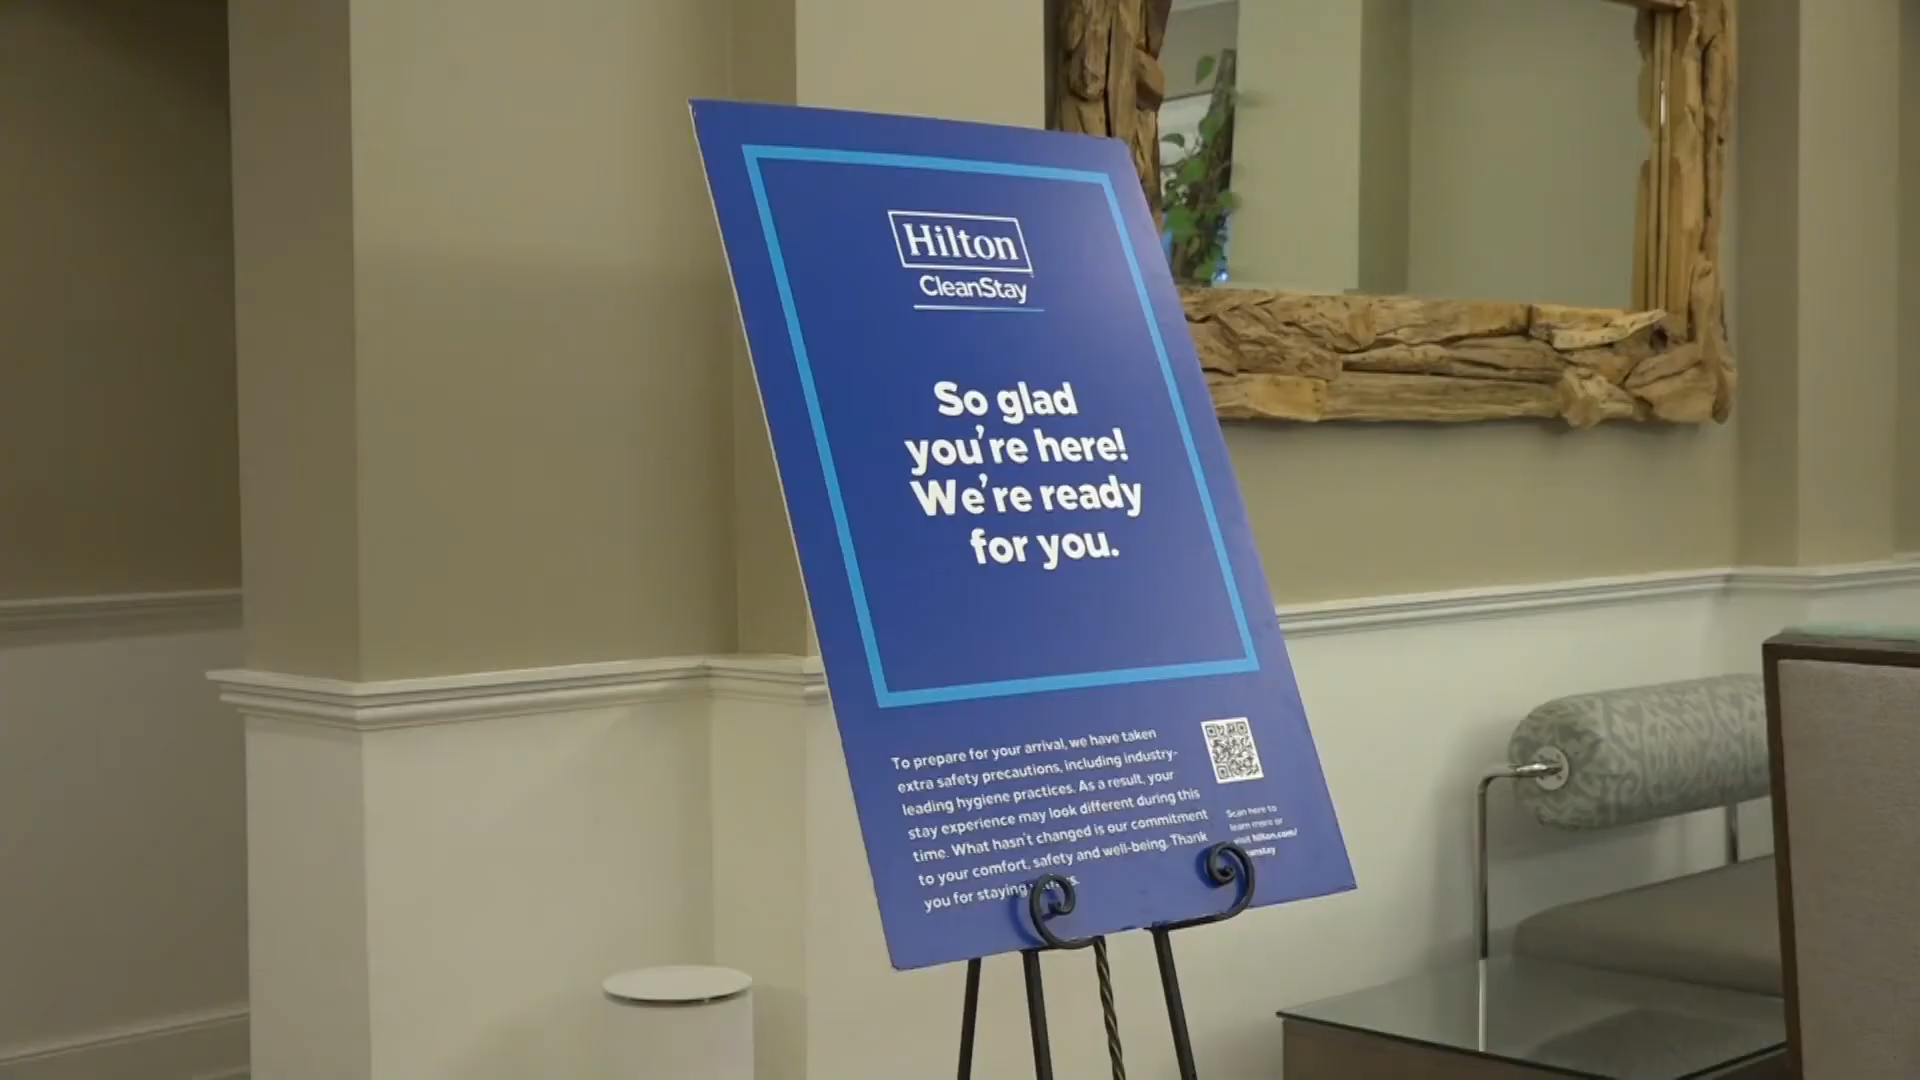 Hilton
CleanStay
So glad
you're here!
We're ready
for you.
To prepare for your arrival, we have taken
extra safety precautions, including industry-
leading hygiene practices. As a result, your
stay experience may look different during this
time. What hasn't changed is our commitment
to your comfort, safety and well-being. Thank
you for staying
Scan here to
learn more or
visit hilton.com/